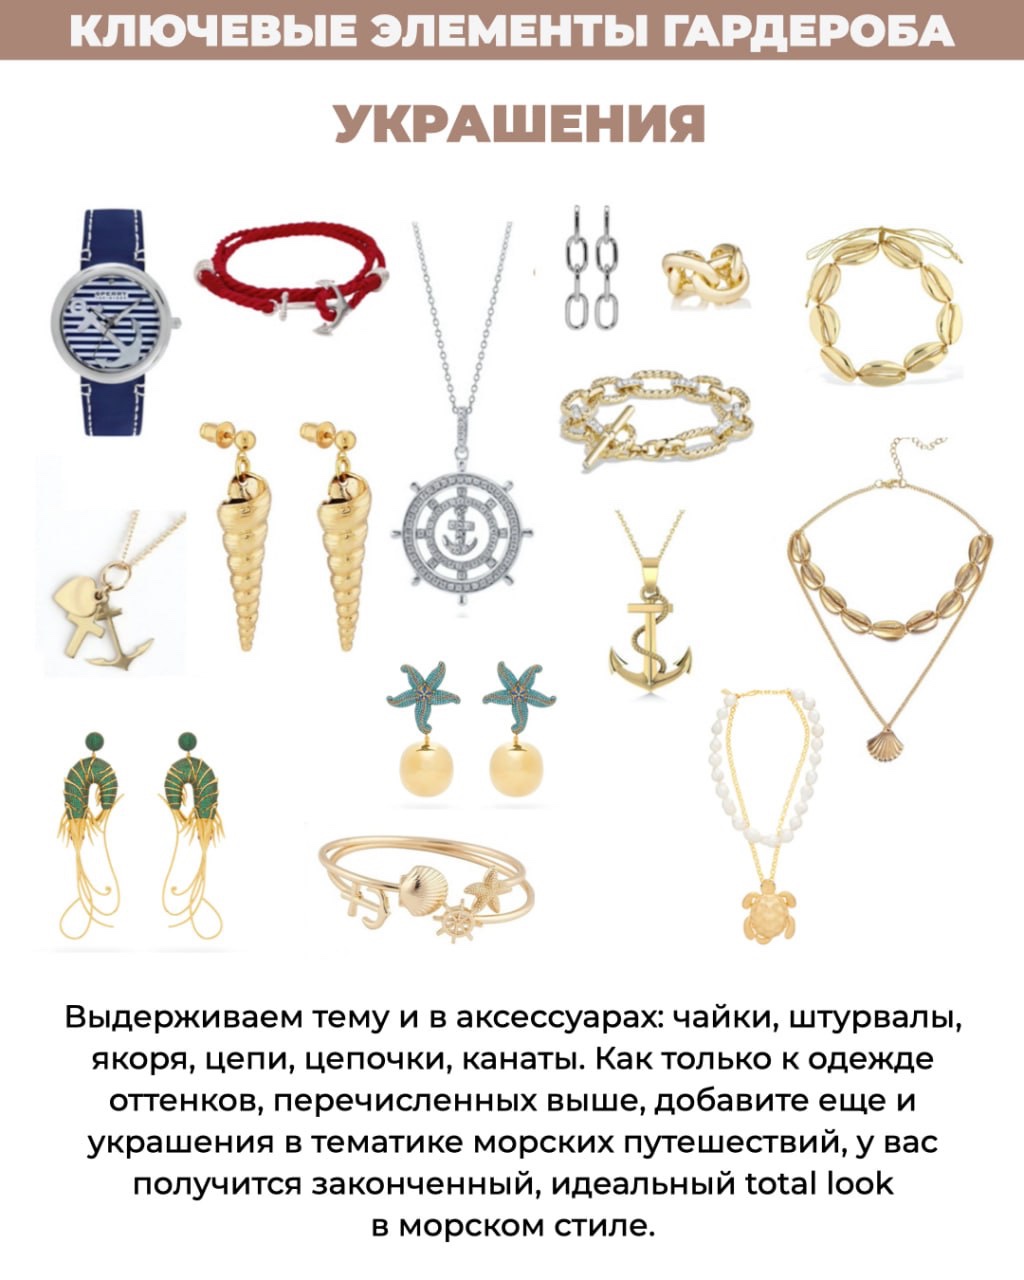 КЛЮЧЕВЫЕ ЭЛЕМЕНТЫ ГАРДЕРОБА
УКРАШЕНИЯ
SPERRY
Выдерживаем тему и в аксессуарах: чайки, штурвалы,
якоря, цепи, цепочки, канаты. Как только к одежде
оттенков, перечисленных выше, добавите еще и
украшения в тематике морских путешествий, у вас
получится законченный, идеальный total look
в морском стиле.